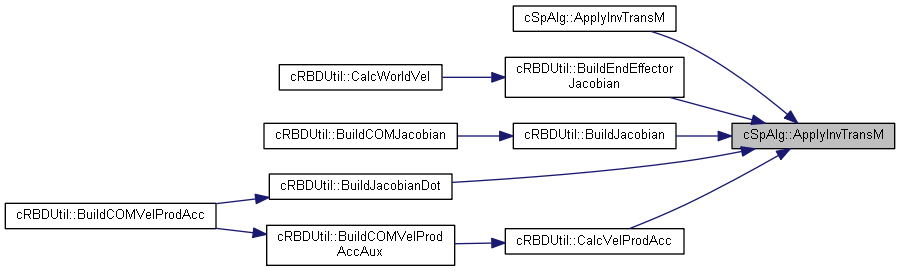 cSpAlg::ApplyInvTransM
cRBDUtil::CalcWorldVel
cRBDUtil::BuildEndEffector
Jacobian
cRBDUtil::BuildCOMJacobian
cRBDUtil::BuildJacobian
cSpAlg::ApplyInvTransM
cRBDUtil::BuildJacobianDot
cRBDUtil::BuildCOMVelProdAcc
cRBDUtil::BuildCOMVelProd
AccAux
cRBDUtil::CalcVelProdAcc